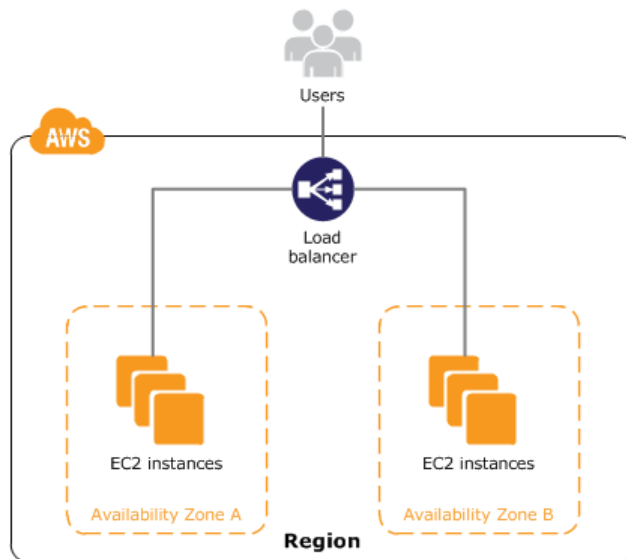 Users
AWS
Load
balancer
EC2 instances
EC2 instances
Availability Zone A
Availability Zone B
Region